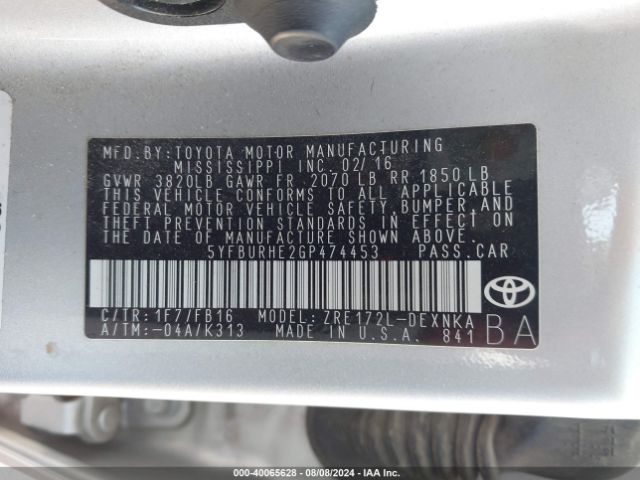 MFD.BY:TOYOTA MOTOR MANUFACTURING
MISSISSIPPI INC. 02/16
GVWR 3820LB GAWR FR 2070 LB RR 1850 LB
THIS VEHICLE CONFORMS TO ALL APPLICABLE
FEDERAL MOTOR VEHICLE SAFETY, BUMPER, AND
THEFT PREVENTION STANDARDS IN EFFECT ON
THE DATE OF MANUFACTURE SHOWN ABOVE.
5YFBURHE2GP474453 PASS.CAR
C/TR:1F7/FB16 MODEL:ZRE172L-DEXNKA
A/TM:-04A/K313 MADE IN U.S.A. 841 BA
000-40065628 - 08/08/2024 - IAA Inc.